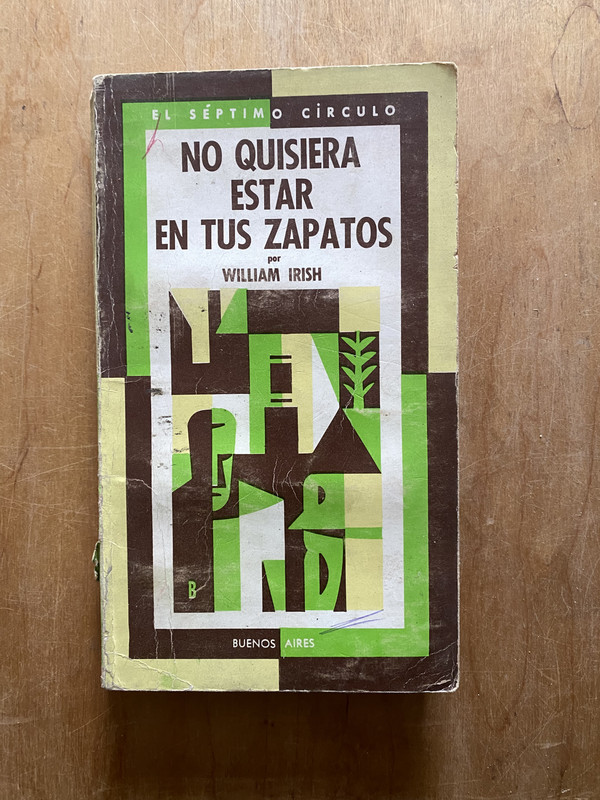 EL SÉPTIMO CÍRCULO
NO QUISIERA
ESTAR
EN TUS ZAPATOS
por
WILLIAM IRISH
B
BUENOS AIRES